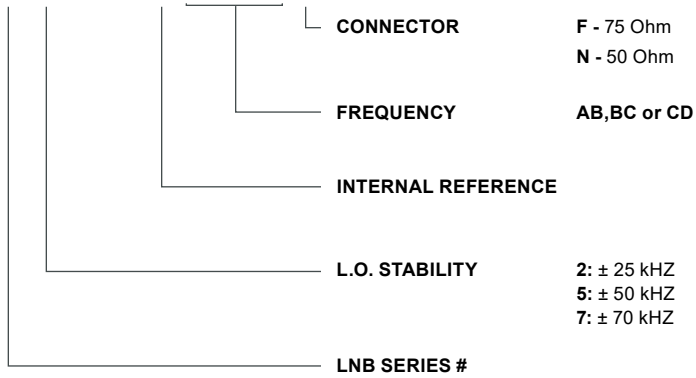 CONNECTOR F - 75 Ohm
N - 50 Ohm
FREQUENCY AB,BC or CD
INTERNAL REFERENCE
L.O. STABILITY 2: ± 25 kHZ
5: ± 50 kHZ
7: ± 70 kHZ
LNB SERIES #